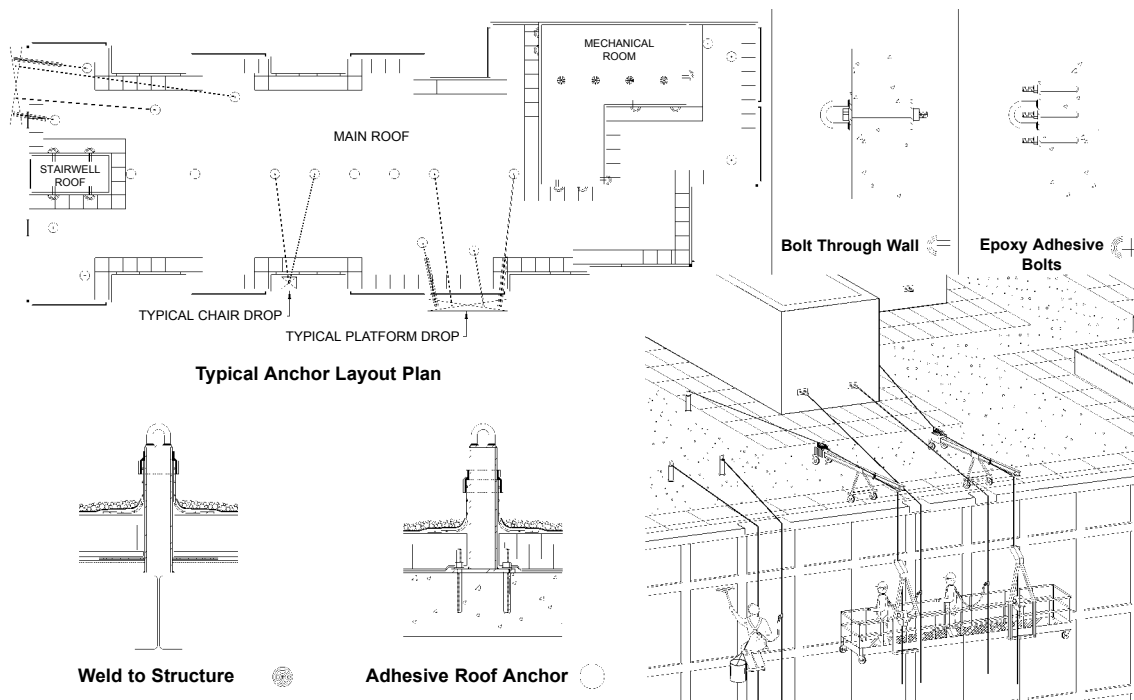 MECHANICAL
ROOM
MAIN ROOF
STAIRWELL
ROOF
TYPICAL CHAIR DROP
TYPICAL PLATFORM DROP
Typical Anchor Layout Plan
Bolt Through Wall
Epoxy Adhesive
Bolts
Weld to Structure
Adhesive Roof Anchor